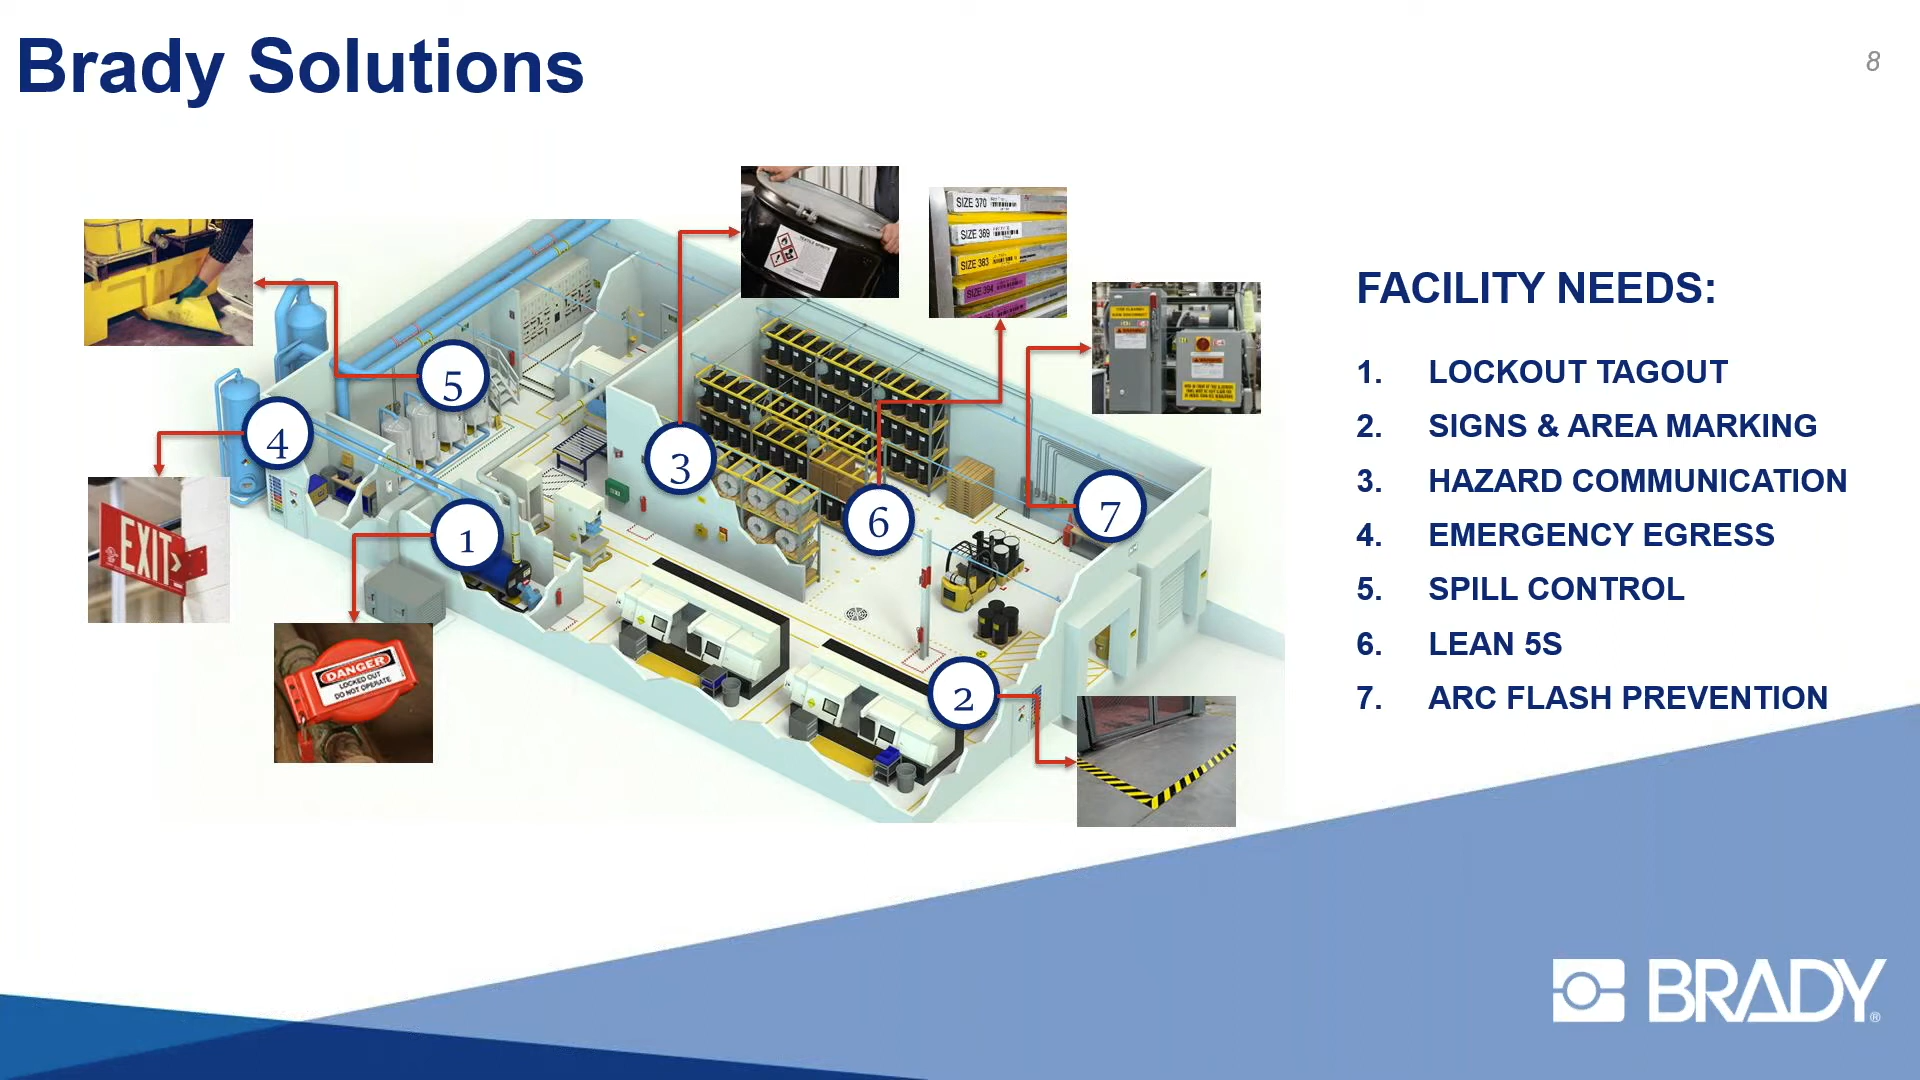 Brady Solutions
8
FACILITY NEEDS:
1. LOCKOUT TAGOUT
2. SIGNS & AREA MARKING
3. HAZARD COMMUNICATION
4. EMERGENCY EGRESS
5. SPILL CONTROL
6. LEAN 5S
7. ARC FLASH PREVENTION
5
4
3
1
6
7
2
SIZE 370
SIZE 369
SIZE 383
SIZE 394
EXIT
DANGER
LOCKED OUT
DO NOT OPERATE
BRADY®